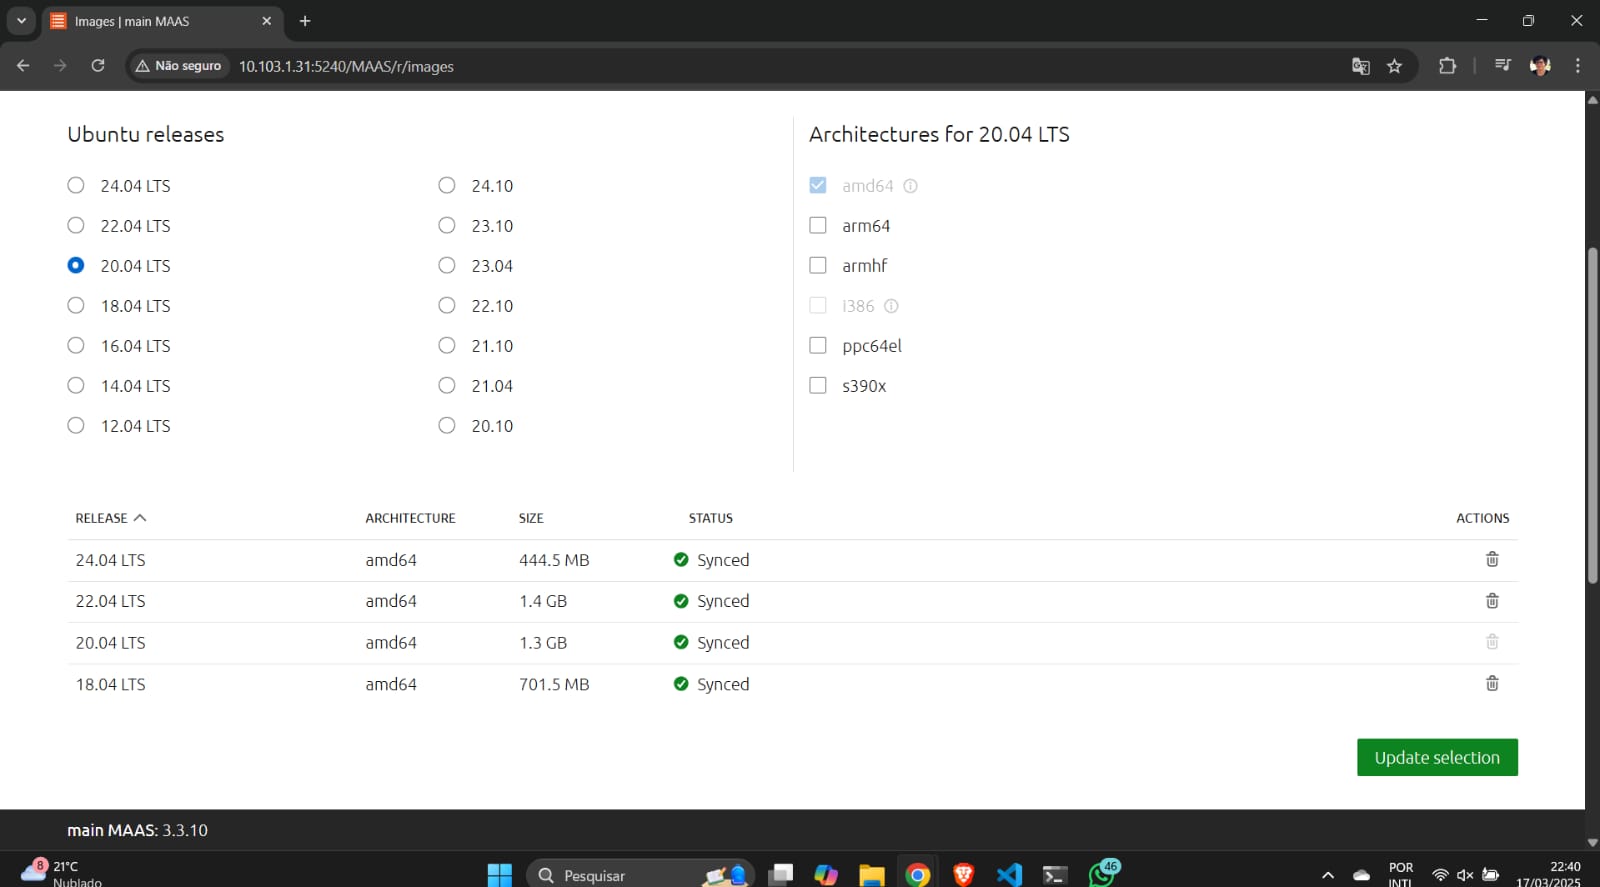 Images | main MAAS
Não seguro
10.103.1.31:5240/MAAS/r/images
Ubuntu releases
24.04 LTS
22.04 LTS
20.04 LTS
18.04 LTS
16.04 LTS
14.04 LTS
12.04 LTS
24.10
23.10
23.04
22.10
21.10
21.04
20.10
Architectures for 20.04 LTS
amd64
arm64
armhf
I386
ppc64el
s390x
RELEASE ARCHITECTURE SIZE STATUS ACTIONS
24.04 LTS amd64 444.5 MB Synced
22.04 LTS amd64 1.4 GB Synced
20.04 LTS amd64 1.3 GB Synced
18.04 LTS amd64 701.5 MB Synced
Update selection
main MAAS: 3.3.10
8
21°C
Nublado
Pesquisar
46
POR
INTL
22:40
17/03/2025